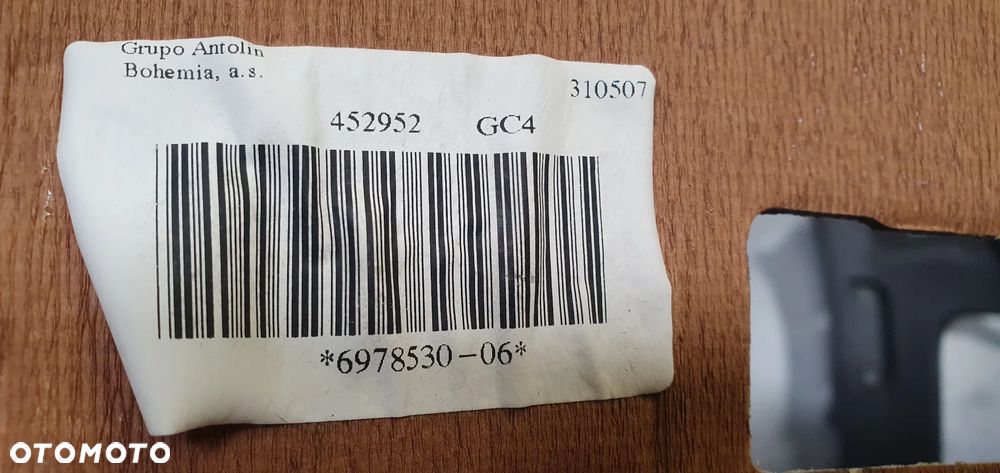 Grupo Antolin
Bohemia, a.s.
310507
452952 GC4
*6978530-06*
OTOMOTO